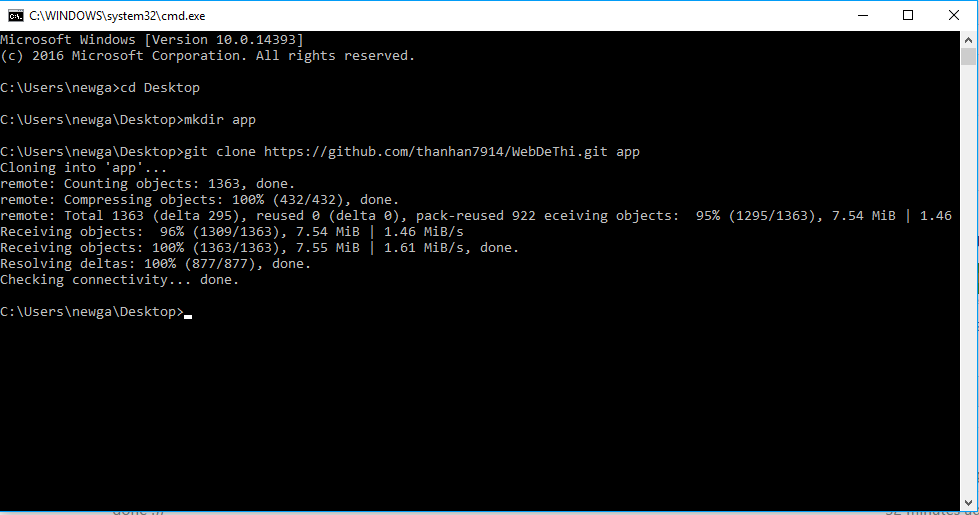 C:\WINDOWS\system32\cmd.exe
Microsoft Windows [Version 10.0.14393]
(c) 2016 Microsoft Corporation. All rights reserved.
C:\Users\newga>cd Desktop
C:\Users\newga\Desktop>mkdir app
C:\Users\newga\Desktop>git clone https://github.com/thanhan7914/WebDeThi.git app
Cloning into 'app'...
remote: Counting objects: 1363, done.
remote: Compressing objects: 100% (432/432), done.
remote: Total 1363 (delta 295), reused 0 (delta 0), pack-reused 922 eceiving objects:  95% (1295/1363), 7.54 MiB | 1.46
Receiving objects:  96% (1309/1363), 7.54 MiB | 1.46 MiB/s
Receiving objects: 100% (1363/1363), 7.55 MiB | 1.61 MiB/s, done.
Resolving deltas: 100% (877/877), done.
Checking connectivity... done.
C:\Users\newga\Desktop>